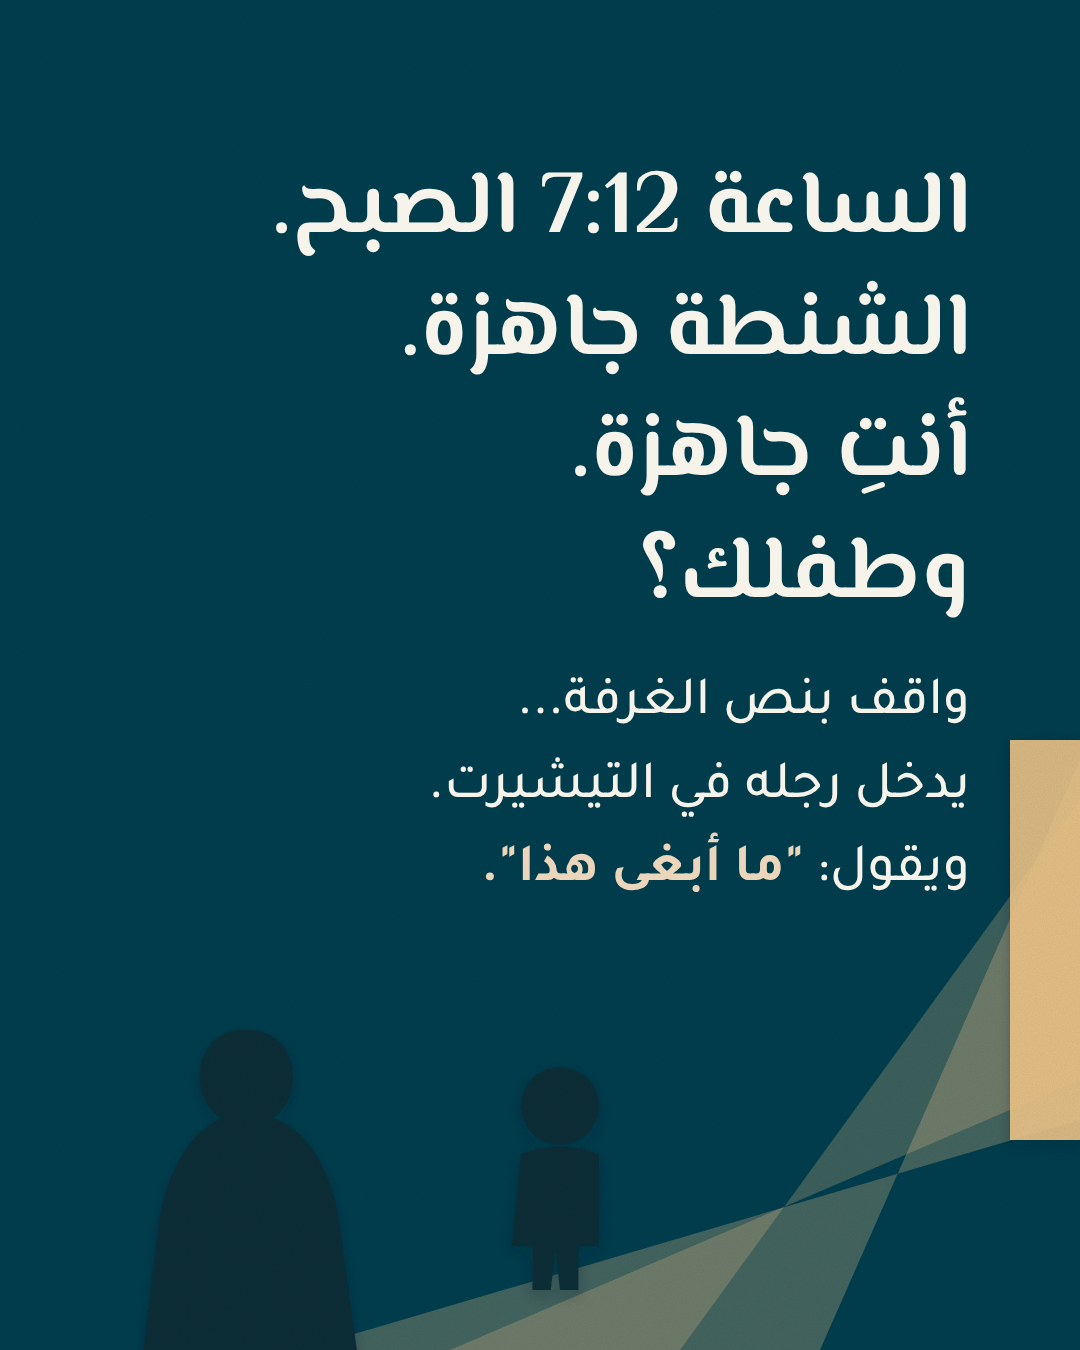 الساعة 7:12 الصبح.
الشنطة جاهزة.
أنتِ جاهزة.
وطفلك؟
واقف بنص الغرفة...
يدخل رجله في التيشيرت.
ويقول: "ما أبغى هذا".